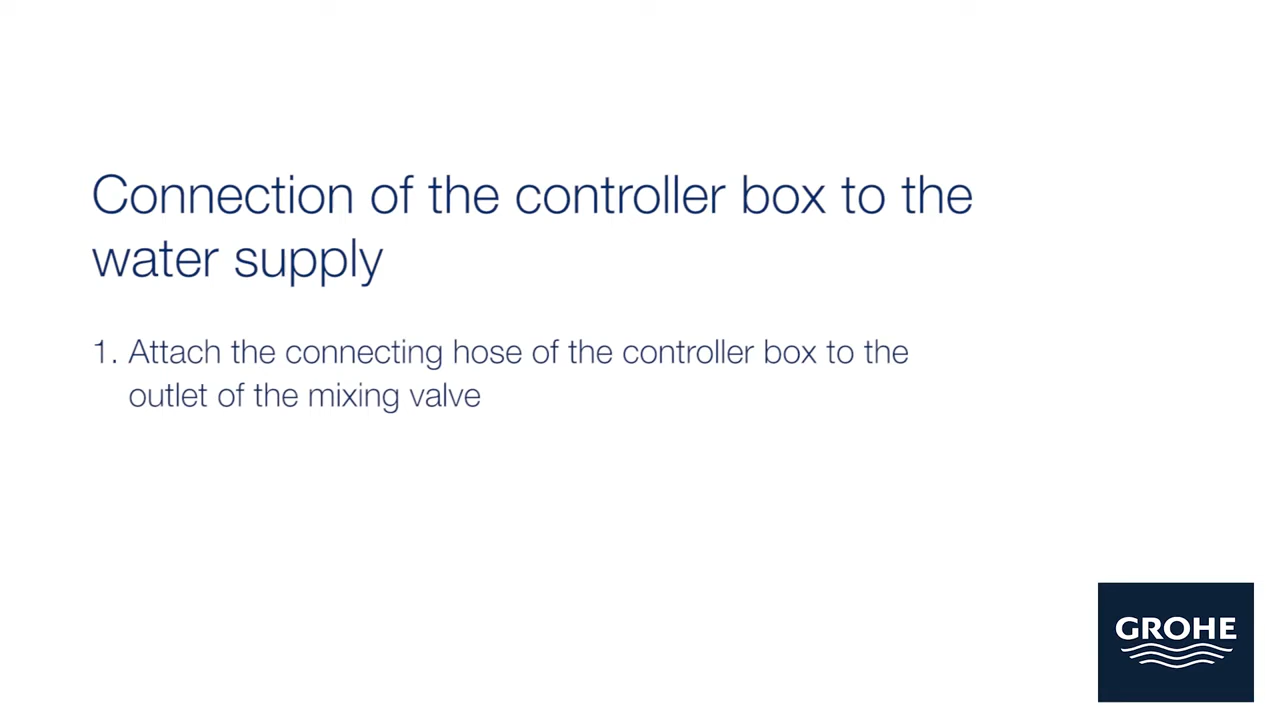 Connection of the controller box to the
water supply
1. Attach the connecting hose of the controller box to the
outlet of the mixing valve
GROHE